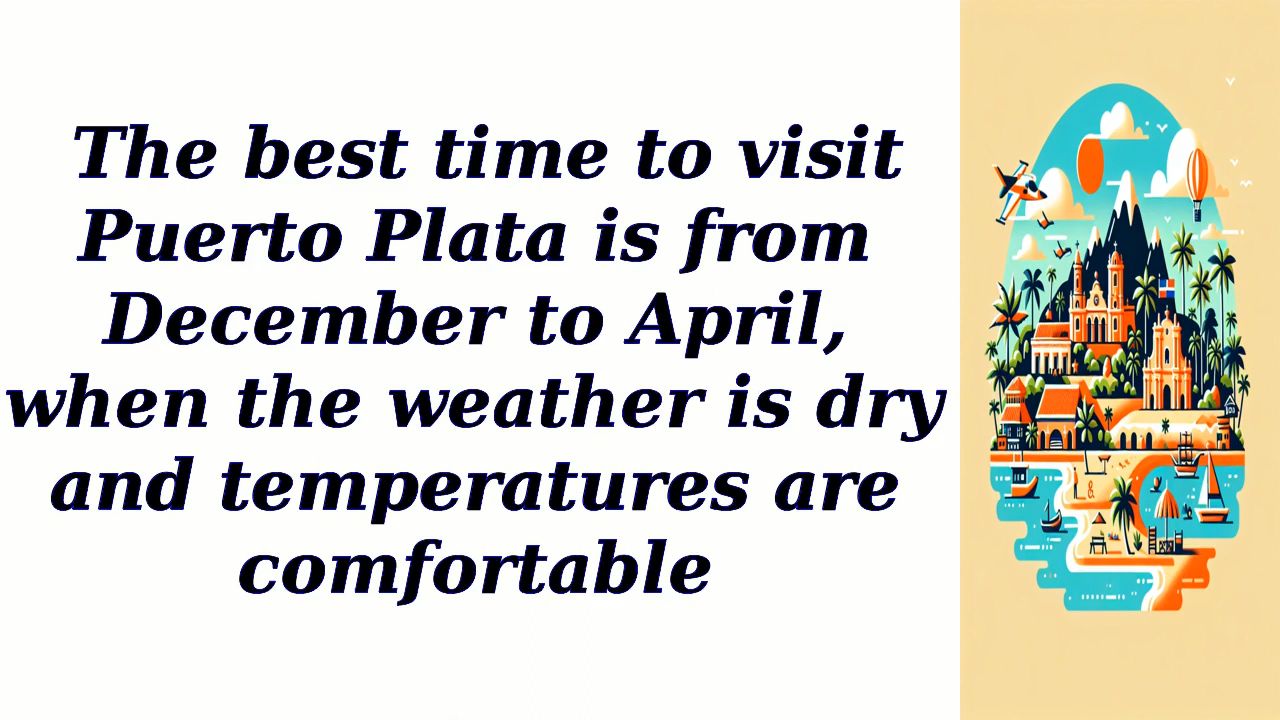 The best time to visit
Puerto Plata is from
December to April,
when the weather is dry
and temperatures are
comfortable